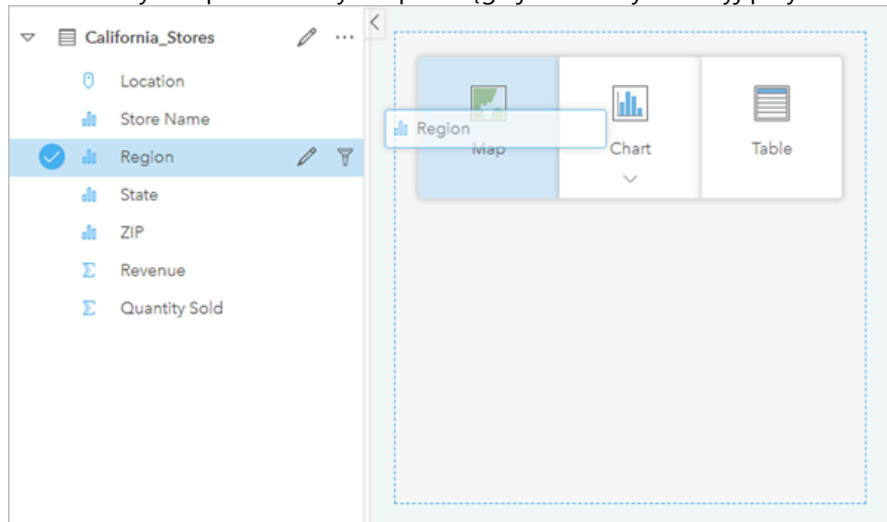 California_Stores
Location
Store Name
Region
State
ZIP
Revenue
Quantity Sold
Region
Map
Chart
Table